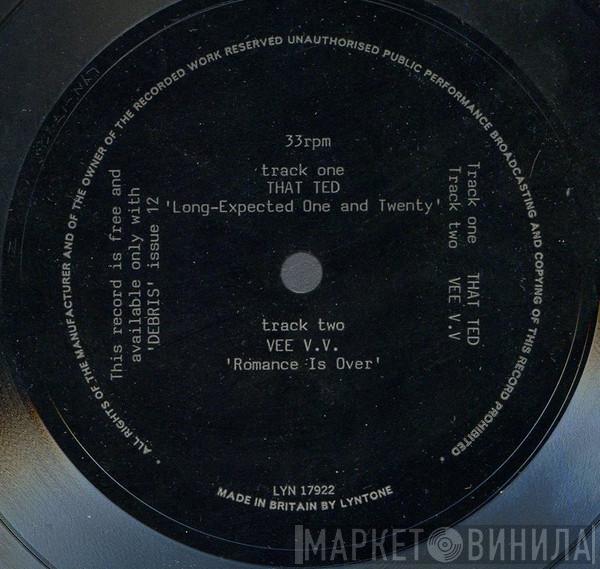 ALL RIGHTS OF THE MANUFACTURER AND OF THE OWNER OF THE RECORDED WORK RESERVED UNAUTHORISED PUBLIC PERFORMANCE BROADCASTING AND COPYING OF THIS RECORD PROHIBITED
33rpm
track one
THAT TED
'Long-Expected One and Twenty'
This record is free and
available only with
'DEBRIS' issue 12
Track one THAT TED
Track two VEE V.V
track two
VEE V.V.
'Romance Is Over'
LYN 17922
MADE IN BRITAIN BY LYNTONE
МАРКЕТ ВИНИЛА